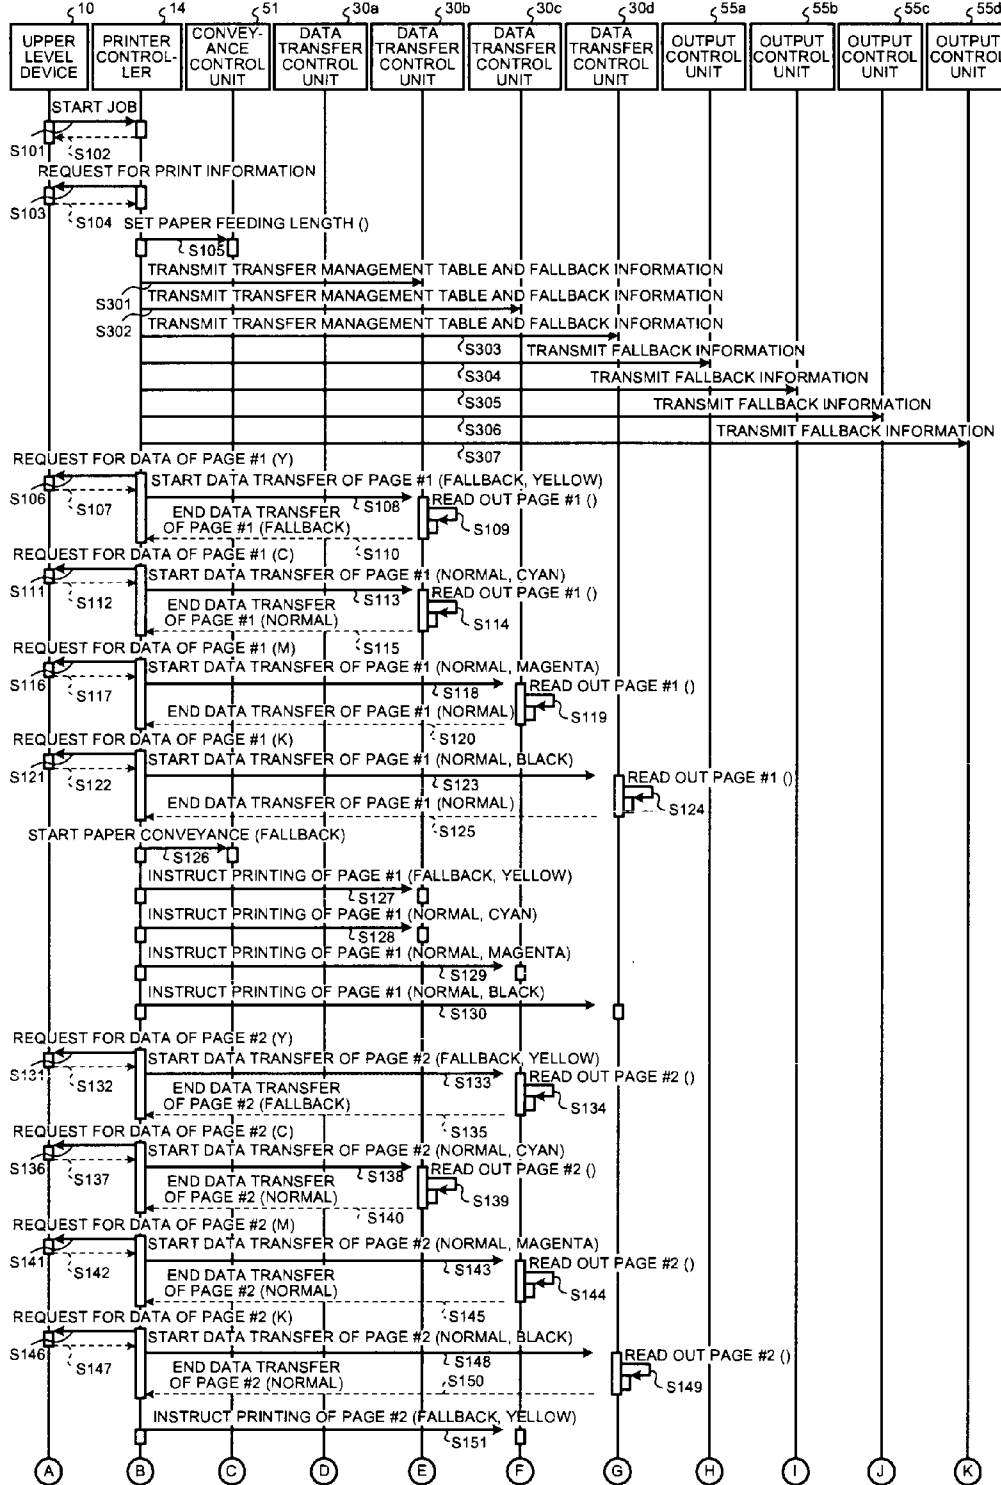 10 14 51 30a 30b 30c 30d 55a 55b 55c 55d
UPPER LEVEL DEVICE
PRINTER CONTROL- LER
CONVEY- ANCE CONTROL UNIT
DATA TRANSFER CONTROL UNIT
DATA TRANSFER CONTROL UNIT
DATA TRANSFER CONTROL UNIT
DATA TRANSFER CONTROL UNIT
OUTPUT CONTROL UNIT
OUTPUT CONTROL UNIT
OUTPUT CONTROL UNIT
OUTPUT CONTROL UNIT
START JOB
S101 S102
REQUEST FOR PRINT INFORMATION
S103 S104
SET PAPER FEEDING LENGTH ()
S105
TRANSMIT TRANSFER MANAGEMENT TABLE AND FALLBACK INFORMATION
S301
TRANSMIT TRANSFER MANAGEMENT TABLE AND FALLBACK INFORMATION
S302
TRANSMIT TRANSFER MANAGEMENT TABLE AND FALLBACK INFORMATION
S303
TRANSMIT FALLBACK INFORMATION
S304
TRANSMIT FALLBACK INFORMATION
S305
TRANSMIT FALLBACK INFORMATION
S306
TRANSMIT FALLBACK INFORMATION
S307
REQUEST FOR DATA OF PAGE #1 (Y)
START DATA TRANSFER OF PAGE #1 (FALLBACK, YELLOW)
S106 S107 S108
READ OUT PAGE #1 ()
S109
END DATA TRANSFER
OF PAGE #1 (FALLBACK)
S110
REQUEST FOR DATA OF PAGE #1 (C)
START DATA TRANSFER OF PAGE #1 (NORMAL, CYAN)
S111 S112 S113
READ OUT PAGE #1 ()
S114
END DATA TRANSFER
OF PAGE #1 (NORMAL)
S115
REQUEST FOR DATA OF PAGE #1 (M)
START DATA TRANSFER OF PAGE #1 (NORMAL, MAGENTA)
S116 S117 S118
READ OUT PAGE #1 ()
S119
END DATA TRANSFER OF PAGE #1 (NORMAL)
S120
REQUEST FOR DATA OF PAGE #1 (K)
START DATA TRANSFER OF PAGE #1 (NORMAL, BLACK)
S121 S122 S123
READ OUT PAGE #1 ()
S124
END DATA TRANSFER OF PAGE #1 (NORMAL)
S125
START PAPER CONVEYANCE (FALLBACK)
S126
INSTRUCT PRINTING OF PAGE #1 (FALLBACK, YELLOW)
S127
INSTRUCT PRINTING OF PAGE #1 (NORMAL, CYAN)
S128
INSTRUCT PRINTING OF PAGE #1 (NORMAL, MAGENTA)
S129
INSTRUCT PRINTING OF PAGE #1 (NORMAL, BLACK)
S130
REQUEST FOR DATA OF PAGE #2 (Y)
START DATA TRANSFER OF PAGE #2 (FALLBACK, YELLOW)
S131 S132 S133
READ OUT PAGE #2 ()
S134
END DATA TRANSFER
OF PAGE #2 (FALLBACK)
S135
REQUEST FOR DATA OF PAGE #2 (C)
START DATA TRANSFER OF PAGE #2 (NORMAL, CYAN)
S136 S137 S138
READ OUT PAGE #2 ()
S139
END DATA TRANSFER
OF PAGE #2 (NORMAL)
S140
REQUEST FOR DATA OF PAGE #2 (M)
START DATA TRANSFER OF PAGE #2 (NORMAL, MAGENTA)
S141 S142 S143
READ OUT PAGE #2 ()
S144
END DATA TRANSFER
OF PAGE #2 (NORMAL)
S145
REQUEST FOR DATA OF PAGE #2 (K)
START DATA TRANSFER OF PAGE #2 (NORMAL, BLACK)
S146 S147 S148
READ OUT PAGE #2 ()
S149
END DATA TRANSFER
OF PAGE #2 (NORMAL)
S150
INSTRUCT PRINTING OF PAGE #2 (FALLBACK, YELLOW)
S151
A B C D E F G H I J K